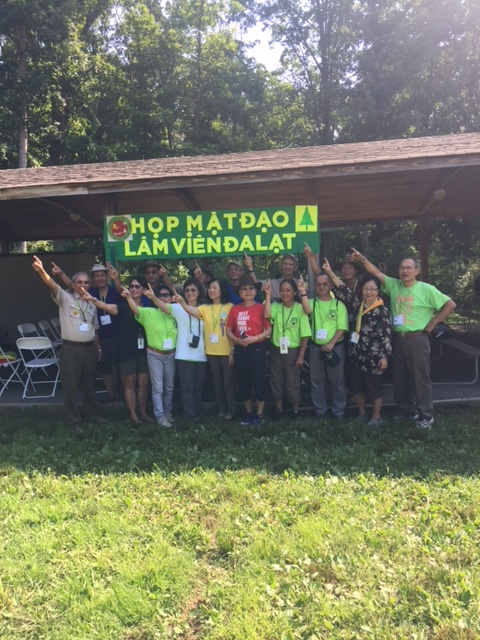 HỌP MẶT ĐẠO
LÂM VIÊN ĐÀ LẠT